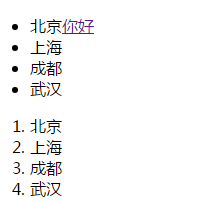 • 北京你好
• 上海
• 成都
• 武汉
1. 北京
2. 上海
3. 成都
4. 武汉